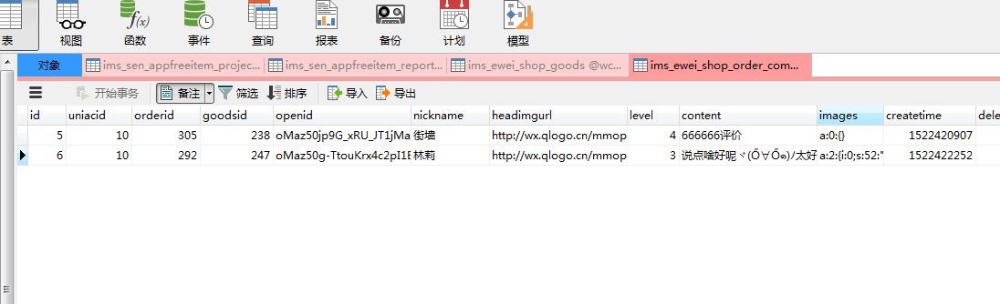 表 视图 函数 事件 查询 报表 备份 计划 模型
对象 ims_sen_appfreeitem_projec... ims_sen_appfreeitem_report... ims_ewei_shop_goods @wc... ims_ewei_shop_order_com...
开始事务 备注 筛选 排序 导入 导出
id uniacid orderid goodsid openid nickname headimgurl level content images createtime dele
5 10 305 238 oMaz50jp9G_xRU_JT1jMa 街墙 http://wx.qlogo.cn/mmop 4 666666评价 a:0:{} 1522420907
6 10 292 247 oMaz50g-TtouKrx4c2pI1E 林莉 http://wx.qlogo.cn/mmop 3 说点啥好呢ヾ(Ő∀Ő๑)ﾉ太好 a:2:{i:0;s:52:" 1522422252